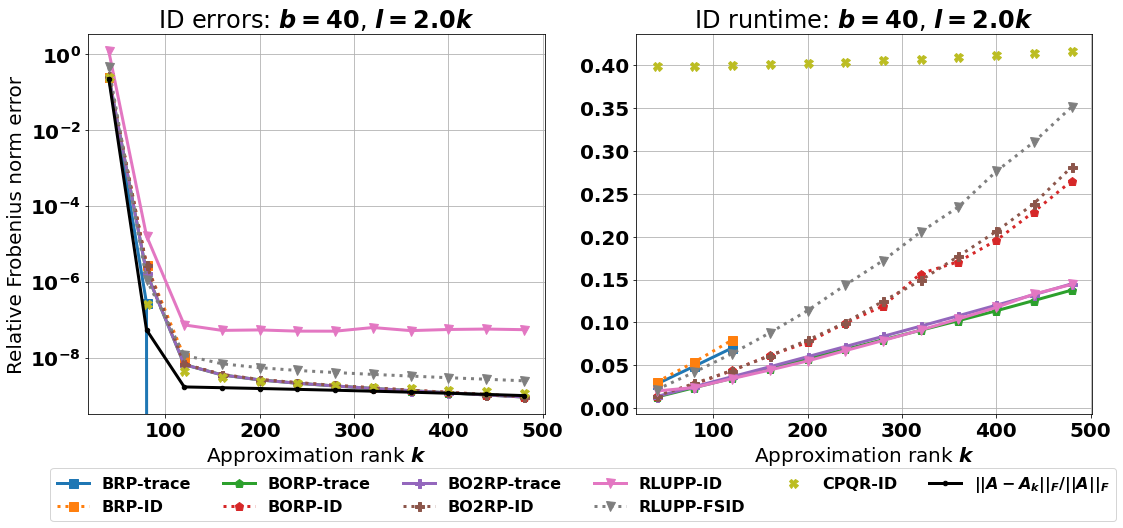 ID errors: b = 40, l = 2.0k
Relative Frobenius norm error
10^0
10^−2
10^−4
10^−6
10^−8
100 200 300 400 500
Approximation rank k
ID runtime: b = 40, l = 2.0k
0.40
0.35
0.30
0.25
0.20
0.15
0.10
0.05
0.00
100 200 300 400 500
Approximation rank k
BRP-trace BORP-trace BO2RP-trace RLUPP-ID CPQR-ID ||A − A_k||_F/||A||_F
BRP-ID BORP-ID BO2RP-ID RLUPP-FSID